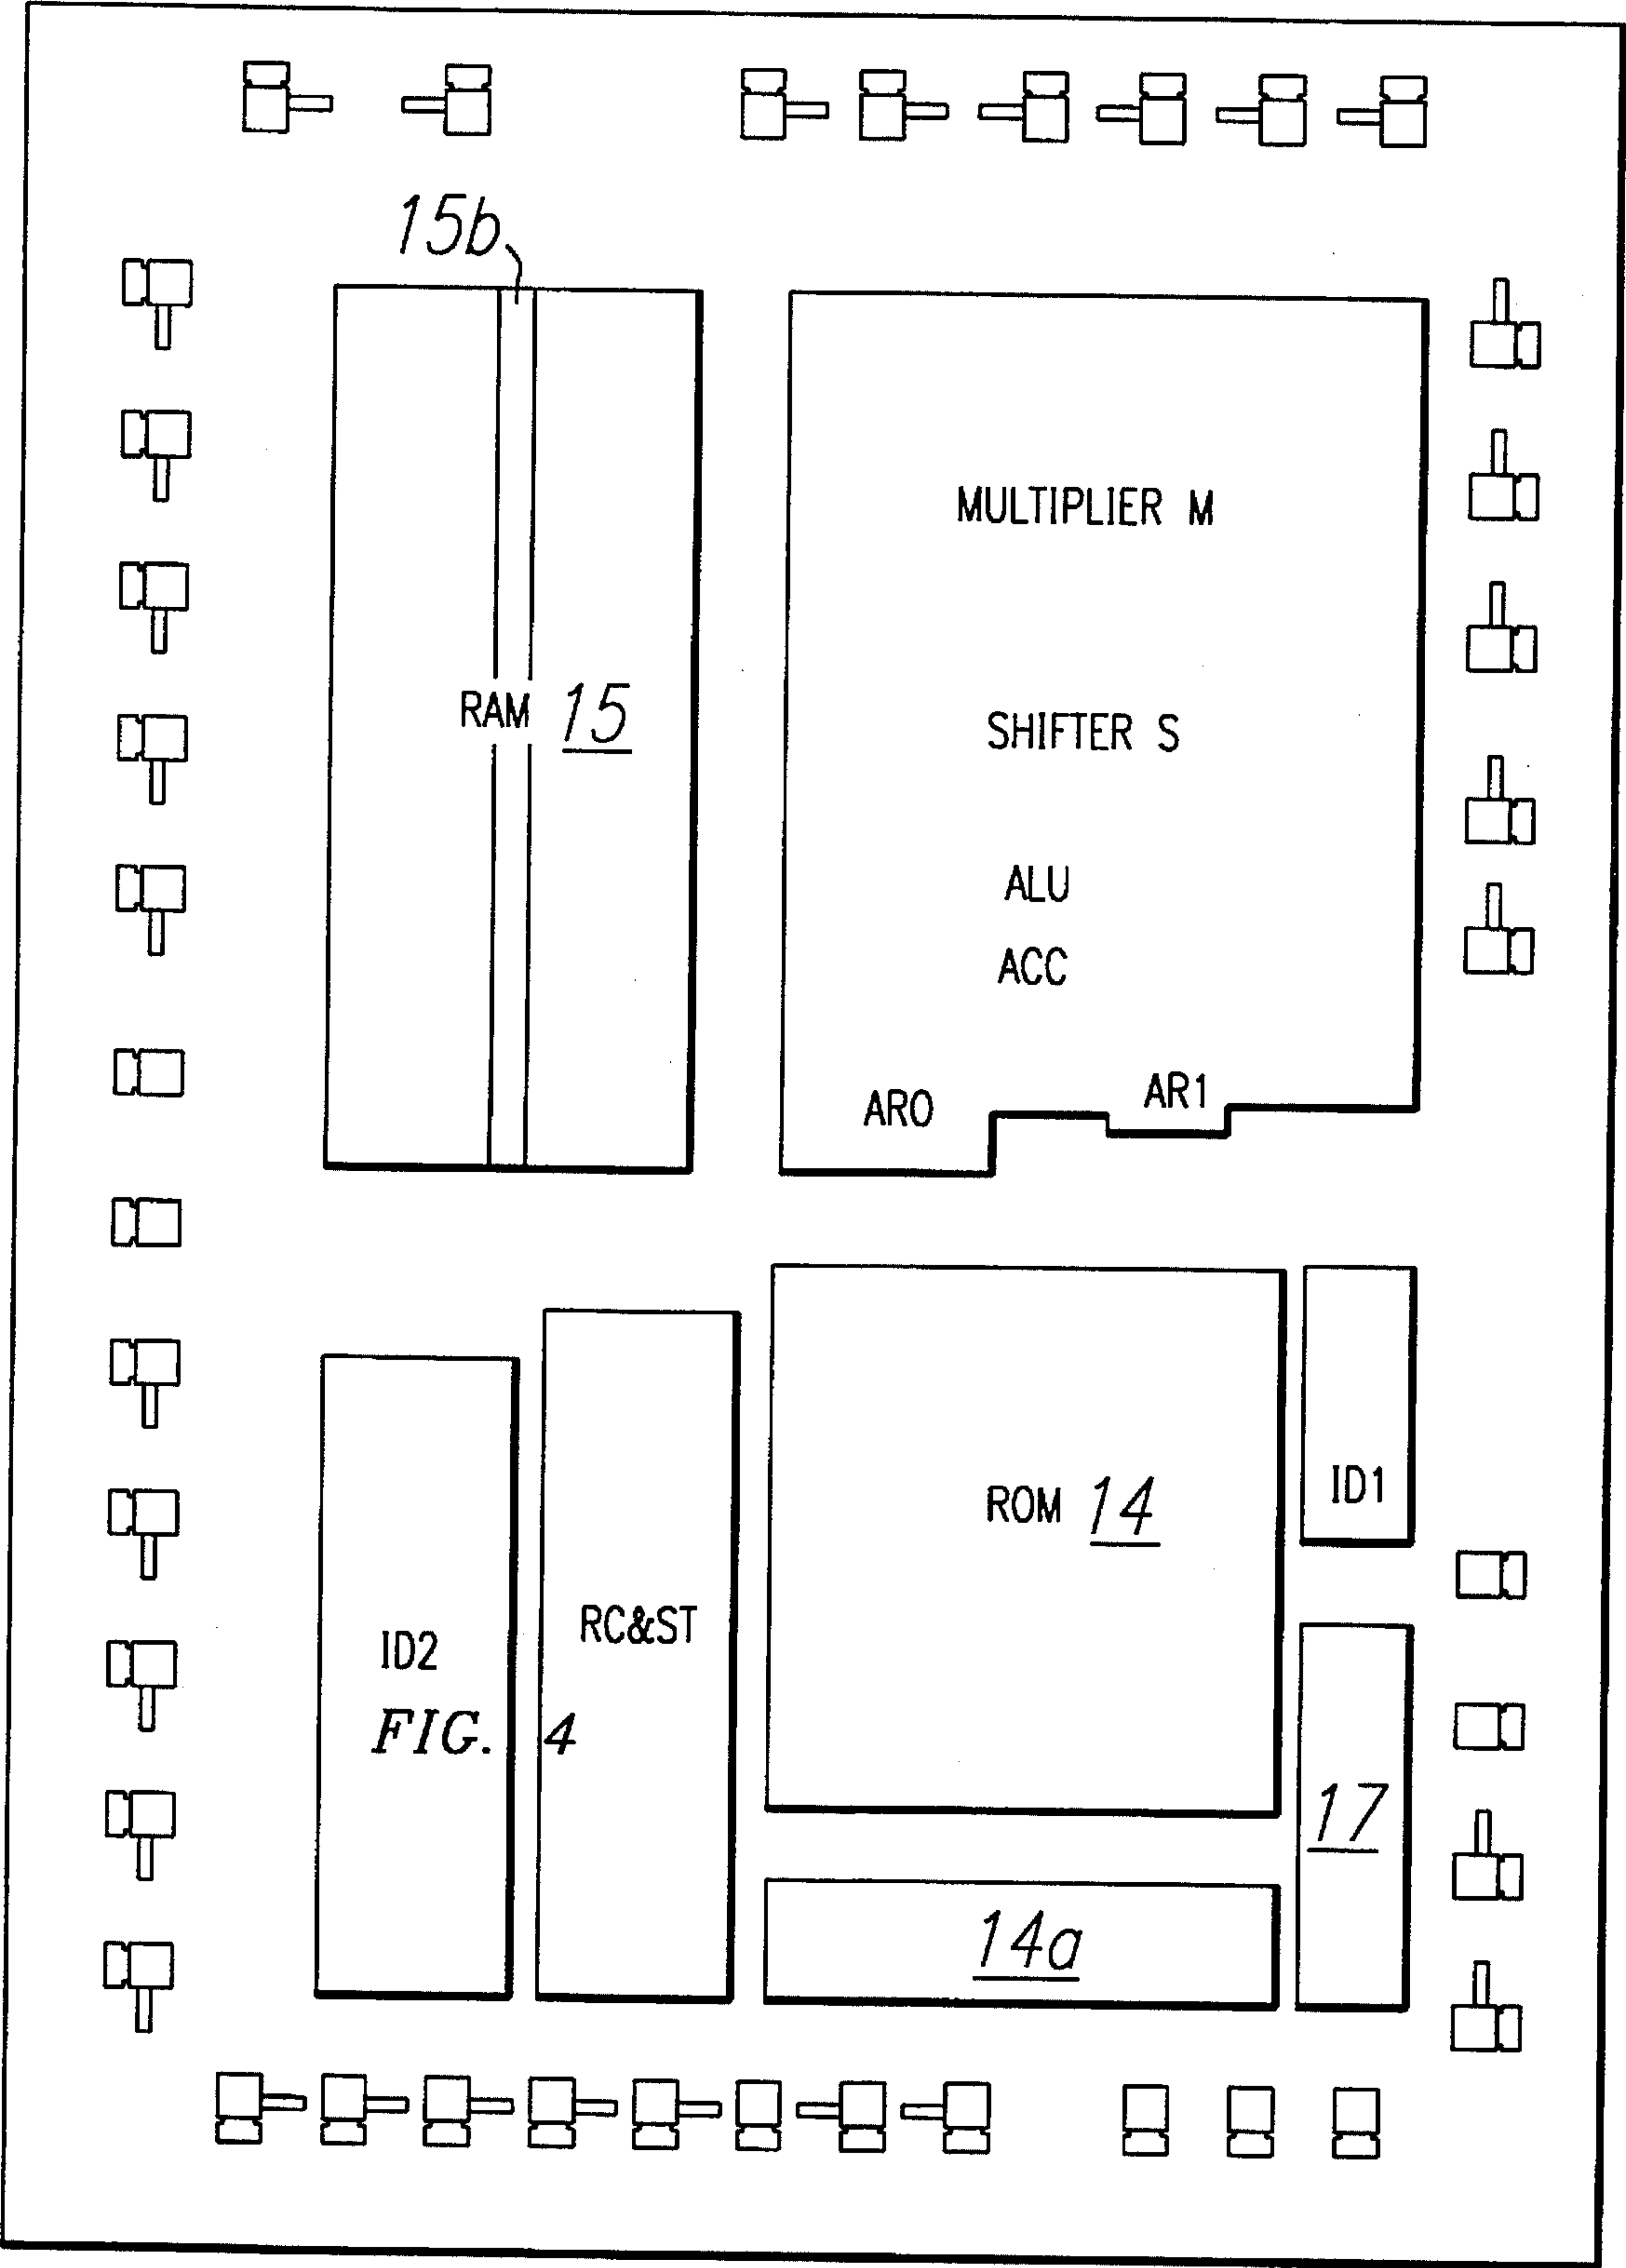 15b
MULTIPLIER M
RAM 15
SHIFTER S
ALU
ACC
AR0
AR1
ROM 14
ID1
RC&ST
ID2
FIG. 4
17
14a